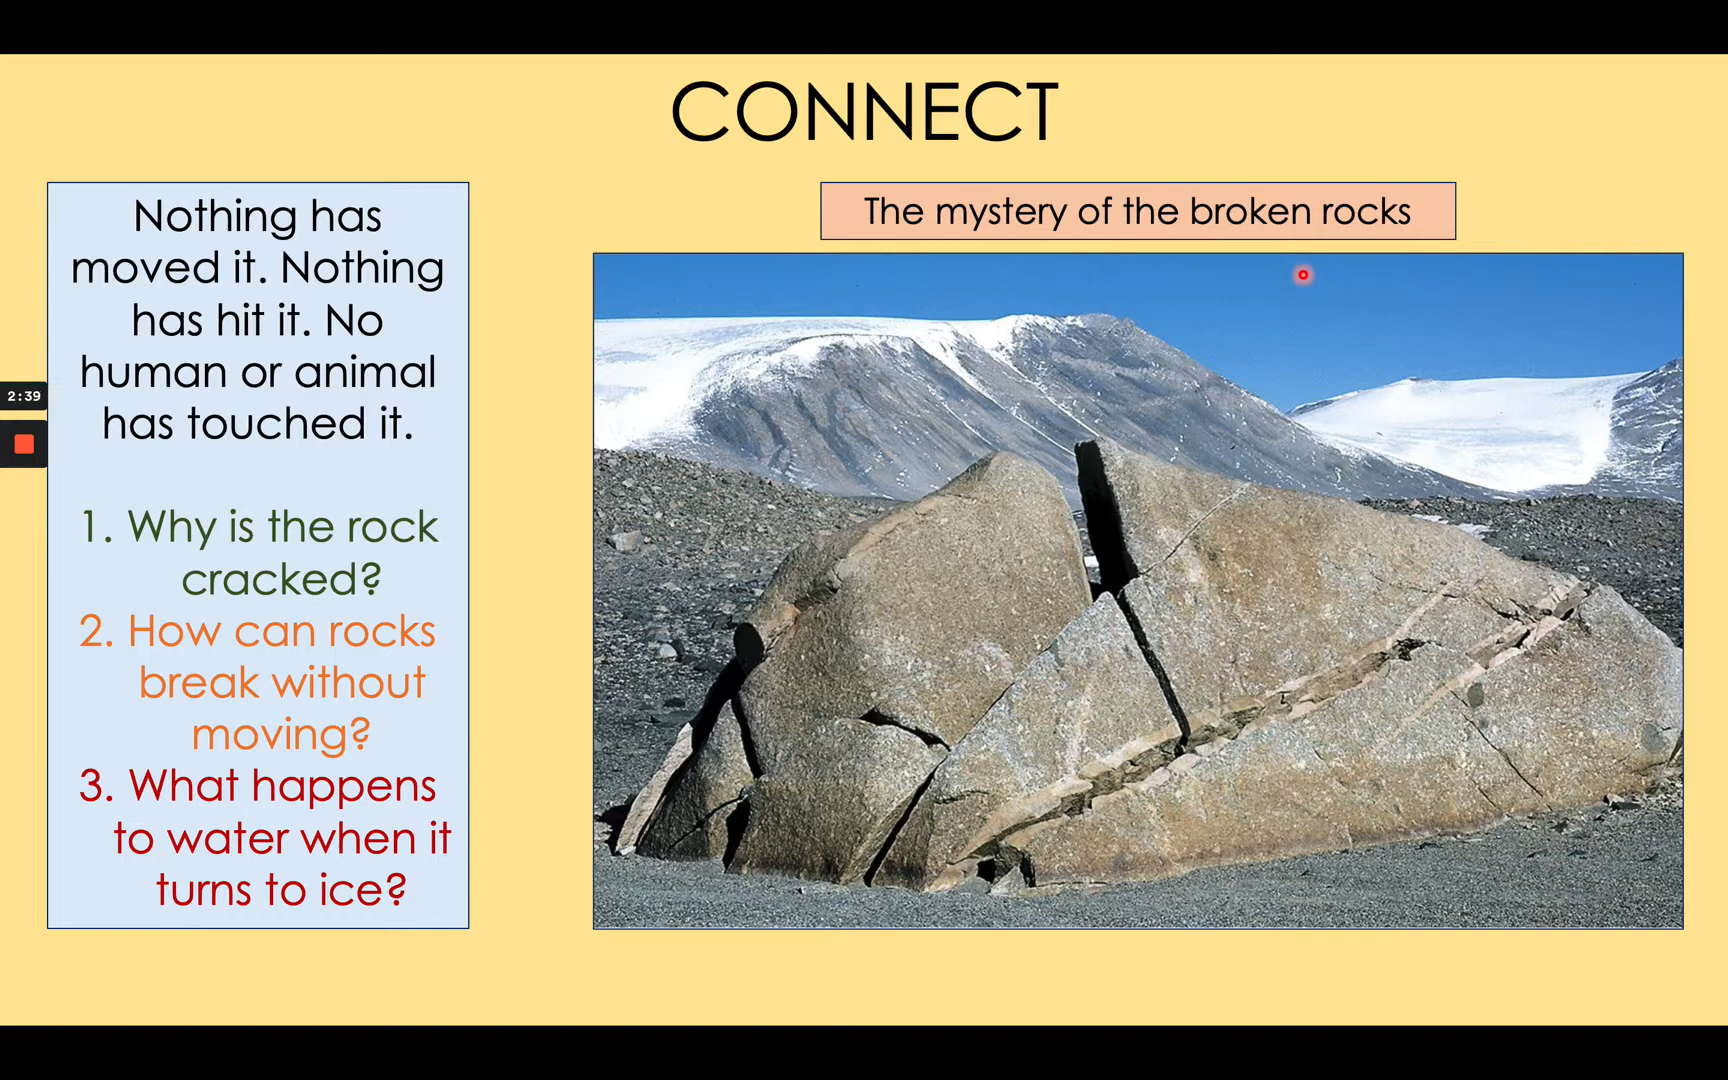 CONNECT
Nothing has
moved it. Nothing
has hit it. No
human or animal
has touched it.
1. Why is the rock
cracked?
2. How can rocks
break without
moving?
3. What happens
to water when it
turns to ice?
The mystery of the broken rocks
2:39